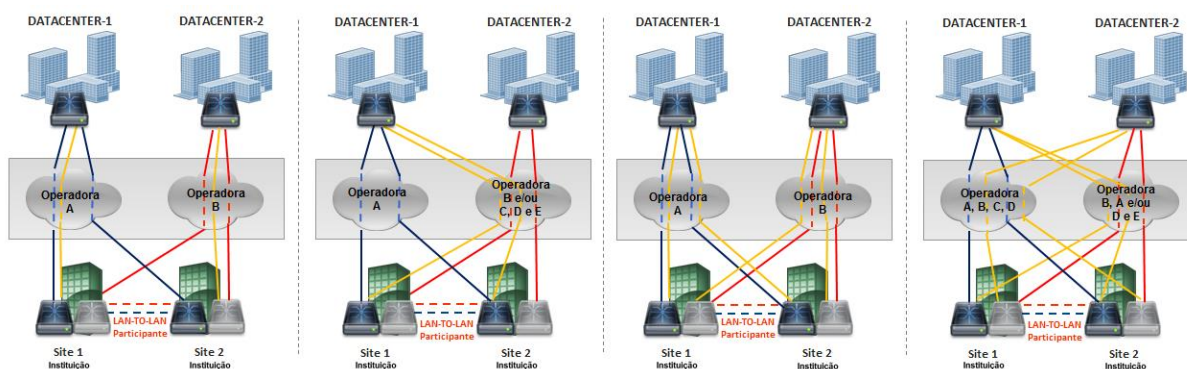 DATACENTER-1
DATACENTER-2
Operadora
A
Operadora
B
LAN-TO-LAN
Participante
Site 1
Instituição
Site 2
Instituição
DATACENTER-1
DATACENTER-2
Operadora
A
Operadora
B e/ou
C, D e E
LAN-TO-LAN
Participante
Site 1
Instituição
Site 2
Instituição
DATACENTER-1
DATACENTER-2
Operadora
A
Operadora
B
LAN-TO-LAN
Participante
Site 1
Instituição
Site 2
Instituição
DATACENTER-1
DATACENTER-2
Operadora
A, B, C, D
Operadora
B, A e/ou
D e E
LAN-TO-LAN
Participante
Site 1
Instituição
Site 2
Instituição